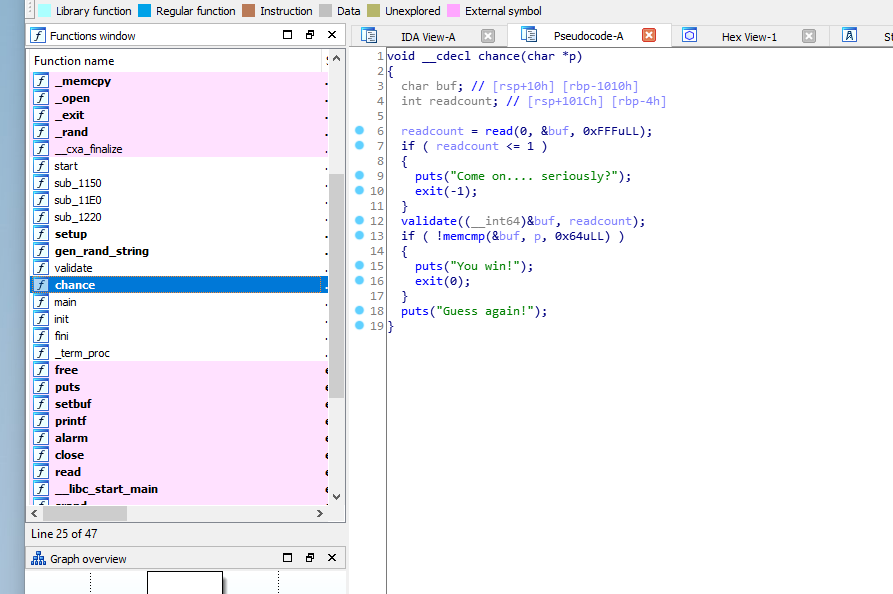 Library function Regular function Instruction Data Unexplored External symbol
Functions window
IDA View-A Pseudocode-A Hex View-1
Function name
_memcpy
_open
_exit
_rand
__cxa_finalize
start
sub_1150
sub_11E0
sub_1220
setup
gen_rand_string
validate
chance
main
init
fini
_term_proc
free
puts
setbuf
printf
alarm
close
read
__libc_start_main
Line 25 of 47
Graph overview
1 void __cdecl chance(char *p)
2 {
3 char buf; // [rsp+10h] [rbp-1010h]
4 int readcount; // [rsp+101Ch] [rbp-4h]
5
6 readcount = read(0, &buf, 0xFFFuLL);
7 if ( readcount <= 1 )
8 {
9 puts("Come on.... seriously?");
10 exit(-1);
11 }
12 validate((__int64)&buf, readcount);
13 if ( !memcmp(&buf, p, 0x64uLL) )
14 {
15 puts("You win!");
16 exit(0);
17 }
18 puts("Guess again!");
19 }